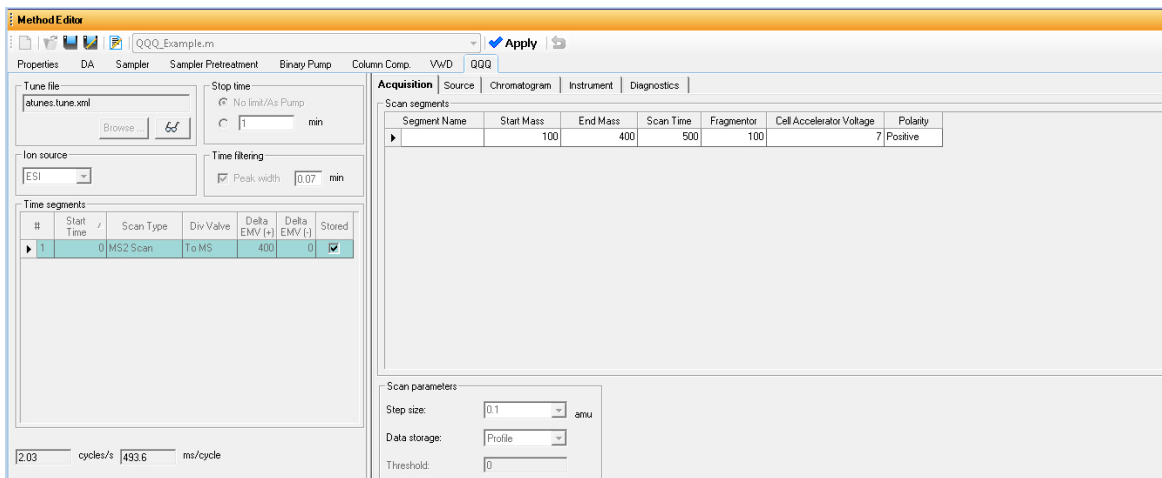 Method Editor
QQQ_Example.m Apply
Properties DA Sampler Sampler Pretreatment Binary Pump Column Comp. VWD QQQ
Tune file
atunes.tune.xml
Browse ...
Stop time
No limit/As Pump
1 min
Ion source
ESI
Time filtering
Peak width 0.07 min
Time segments
# Start Time / Scan Type Div Valve Delta EMV (+) Delta EMV (-) Stored
1 0 MS2 Scan To MS 400 0
2.03 cycles/s 493.6 ms/cycle
Acquisition Source Chromatogram Instrument Diagnostics
Scan segments
Segment Name Start Mass End Mass Scan Time Fragmentor Cell Accelerator Voltage Polarity
100 400 500 100 7 Positive
Scan parameters
Step size: 0.1 amu
Data storage: Profile
Threshold: 0